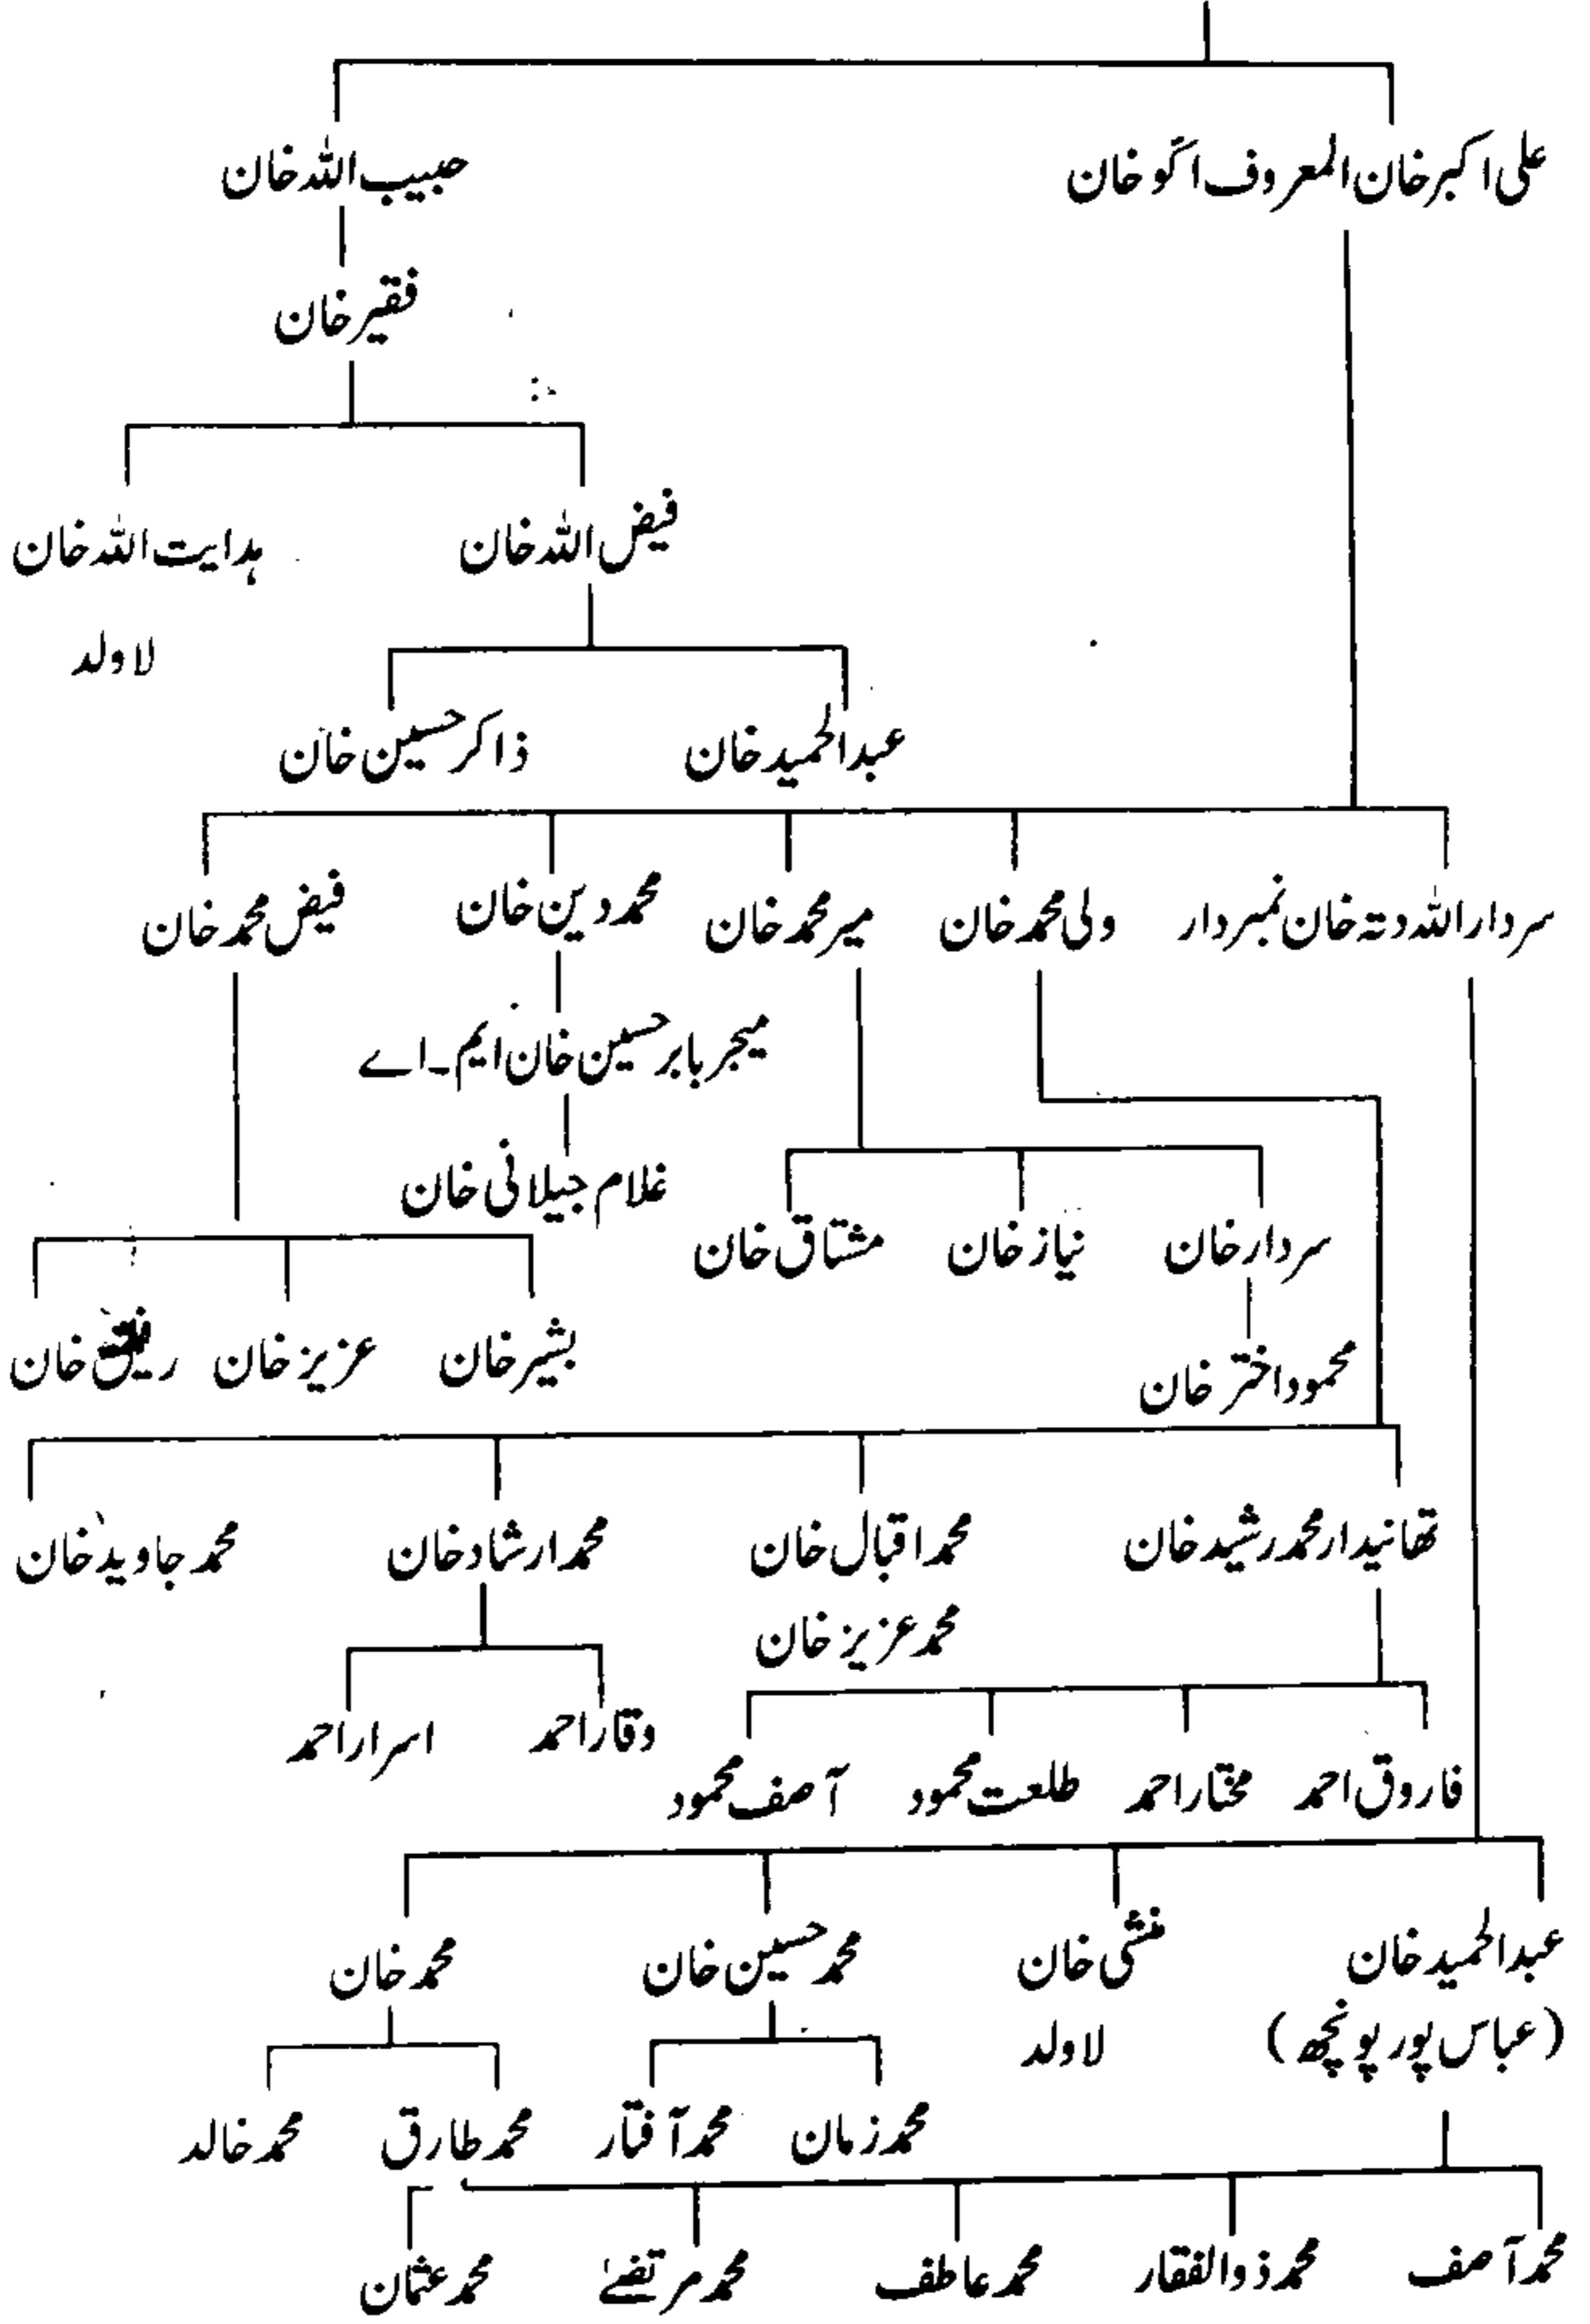 علی اکبر خان المعروف اگو خان
حبیب اللہ خان
فقیر خان
فیض اللہ خان
ہدایت اللہ خان
لاولد
عبدالحمید خان
ذاکر حسین خان
سردار اللہ دتہ خان نمبردار
ولی محمد خان
میر محمد خان
محمد دین خان
فیض محمد خان
میجر بابر حسین خان ایم۔اے
غلام جیلانی خان
سردار خان
نیاز خان
مشتاق خان
محمود اختر خان
بشیر خان
عزیز خان
رفیق خان
تھانیدار محمد رشید خان
محمد اقبال خان
محمد ارشاد خان
محمد جاوید خان
محمد عزیز خان
وقار احمد
اسرار احمد
فاروق احمد
مختار احمد
طلعت محمود
آصف محمود
عبدالحمید خان
منشی خان
محمد حسین خان
محمد خان
(عباس پور پونچھ)
لاولد
محمد زمان
محمد آفتار
محمد طارق
محمد خالد
محمد آصف
محمد ذوالفقار
محمد عاطف
محمد مرتضےٰ
محمد عثمان